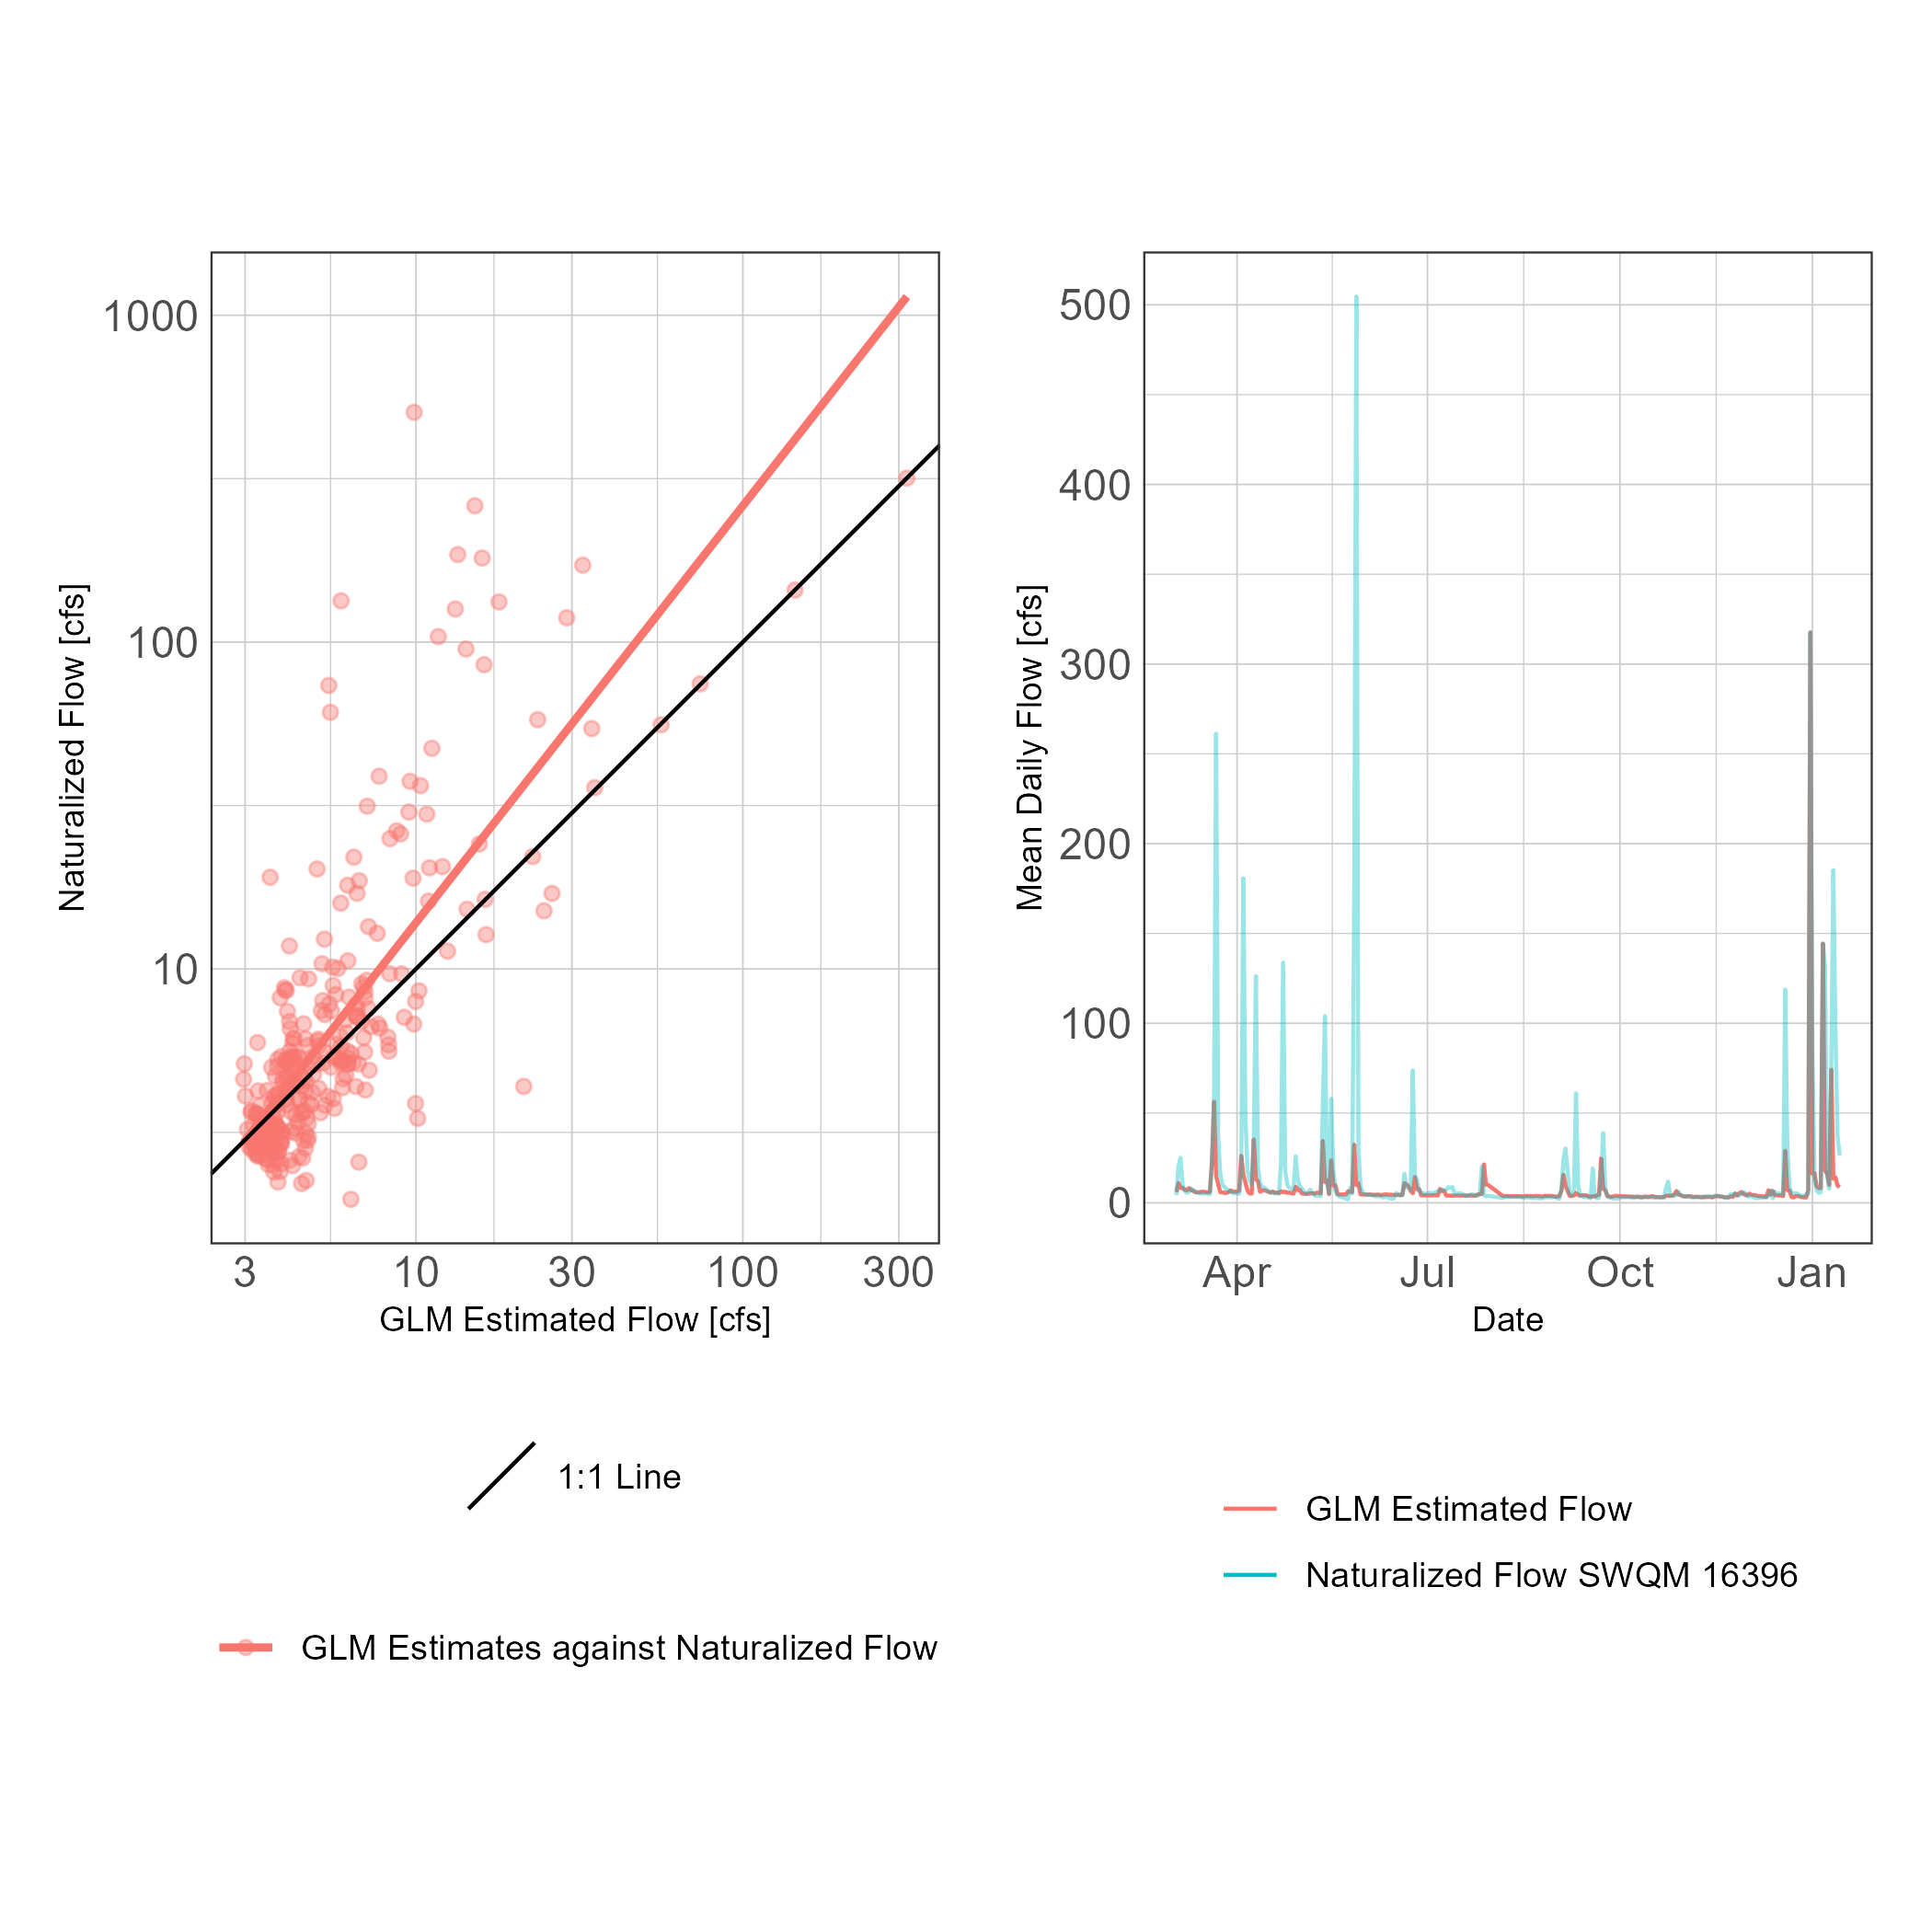 Naturalized Flow [cfs]
1000
100
10
3
10
30
100
300
GLM Estimated Flow [cfs]
1:1 Line
GLM Estimates against Naturalized Flow
Mean Daily Flow [cfs]
500
400
300
200
100
0
Apr
Jul
Oct
Jan
Date
GLM Estimated Flow
Naturalized Flow SWQM 16396